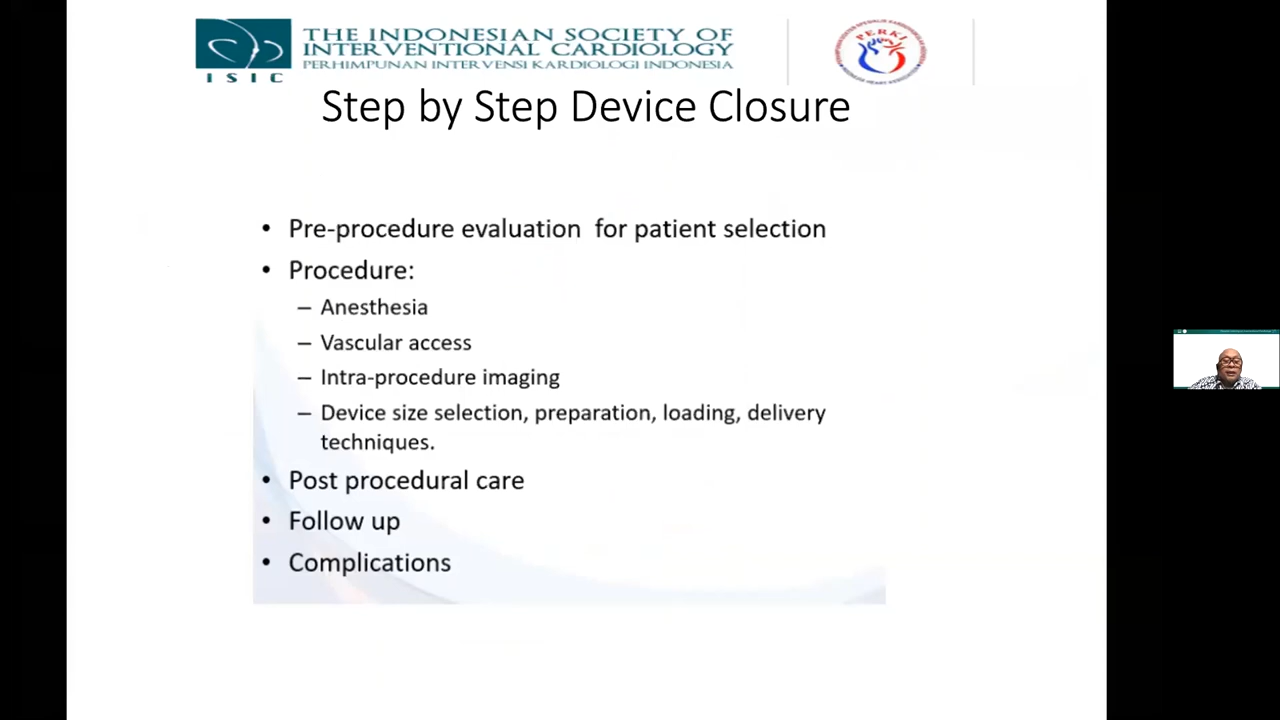 THE INDONESIAN SOCIETY OF
INTERVENTIONAL CARDIOLOGY
PERHIMPUNAN INTERVENSI KARDIOLOGI INDONESIA
I S I C
PERKI
Step by Step Device Closure
• Pre-procedure evaluation for patient selection
• Procedure:
– Anesthesia
– Vascular access
– Intra-procedure imaging
– Device size selection, preparation, loading, delivery
techniques.
• Post procedural care
• Follow up
• Complications